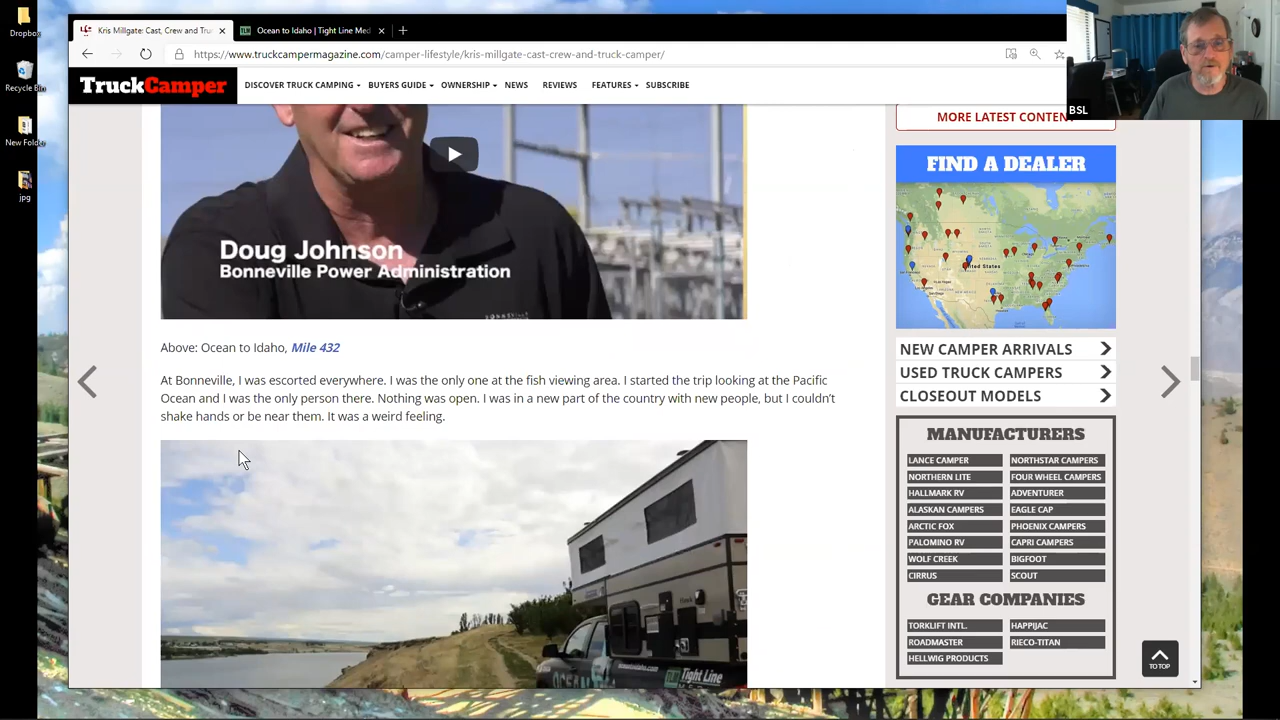 Dropbox
Recycle Bin
New Folder
jpg
Kris Millgate: Cast, Crew and Tru
Ocean to Idaho | Tight Line Med
https://www.truckcampermagazine.com/camper-lifestyle/kris-millgate-cast-crew-and-truck-camper/
BSL
TruckCamper
DISCOVER TRUCK CAMPING
BUYERS GUIDE
OWNERSHIP
NEWS
REVIEWS
FEATURES
SUBSCRIBE
Doug Johnson
Bonneville Power Administration
Above: Ocean to Idaho, Mile 432
At Bonneville, I was escorted everywhere. I was the only one at the fish viewing area. I started the trip looking at the Pacific
Ocean and I was the only person there. Nothing was open. I was in a new part of the country with new people, but I couldn't
shake hands or be near them. It was a weird feeling.
Tight Line
MORE LATEST CONTEN
FIND A DEALER
United States
NEW CAMPER ARRIVALS
USED TRUCK CAMPERS
CLOSEOUT MODELS
MANUFACTURERS
LANCE CAMPER
NORTHSTAR CAMPERS
NORTHERN LITE
FOUR WHEEL CAMPERS
HALLMARK RV
ADVENTURER
ALASKAN CAMPERS
EAGLE CAP
ARCTIC FOX
PHOENIX CAMPERS
PALOMINO RV
CAPRI CAMPERS
WOLF CREEK
BIGFOOT
CIRRUS
SCOUT
GEAR COMPANIES
TORKLIFT INTL.
HAPPIJAC
ROADMASTER
RIECO-TITAN
HELLWIG PRODUCTS
TO TOP